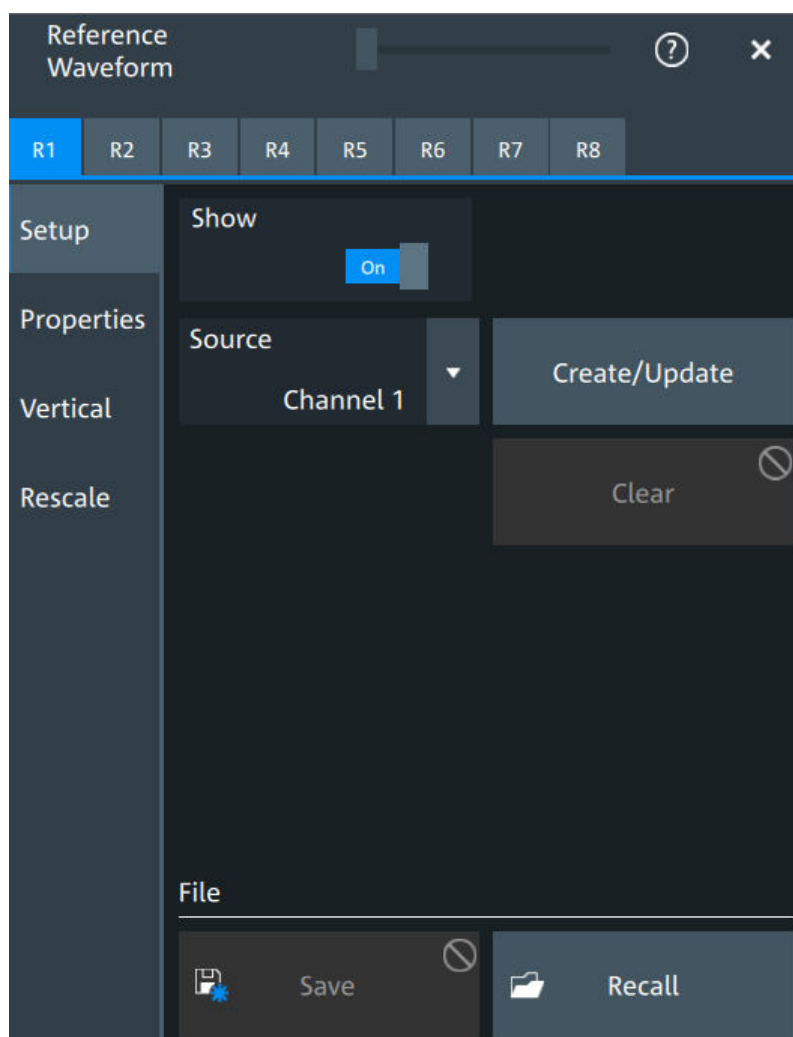 Reference
Waveform
?
R1 R2 R3 R4 R5 R6 R7 R8
Setup
Show
On
Properties
Source
Channel 1
Create/Update
Vertical
Clear
Rescale
File
Save
Recall